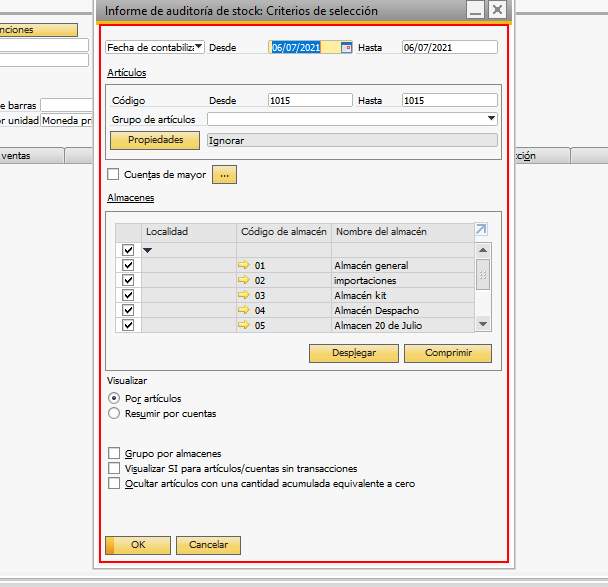 Informe de auditoría de stock: Criterios de selección
nciones
Fecha de contabiliza Desde 06/07/2021 Hasta 06/07/2021
Artículos
Código Desde 1015 Hasta 1015
e barras
Grupo de artículos
r unidad Moneda pri
Propiedades Ignorar
ventas
ción
Cuentas de mayor ...
Almacenes
Localidad Código de almacén Nombre del almacén
01 Almacén general
02 importaciones
03 Almacén kit
04 Almacén Despacho
05 Almacen 20 de Julio
Desplegar Comprimir
Visualizar
Por artículos
Resumir por cuentas
Grupo por almacenes
Visualizar SI para artículos/cuentas sin transacciones
Ocultar artículos con una cantidad acumulada equivalente a cero
OK Cancelar